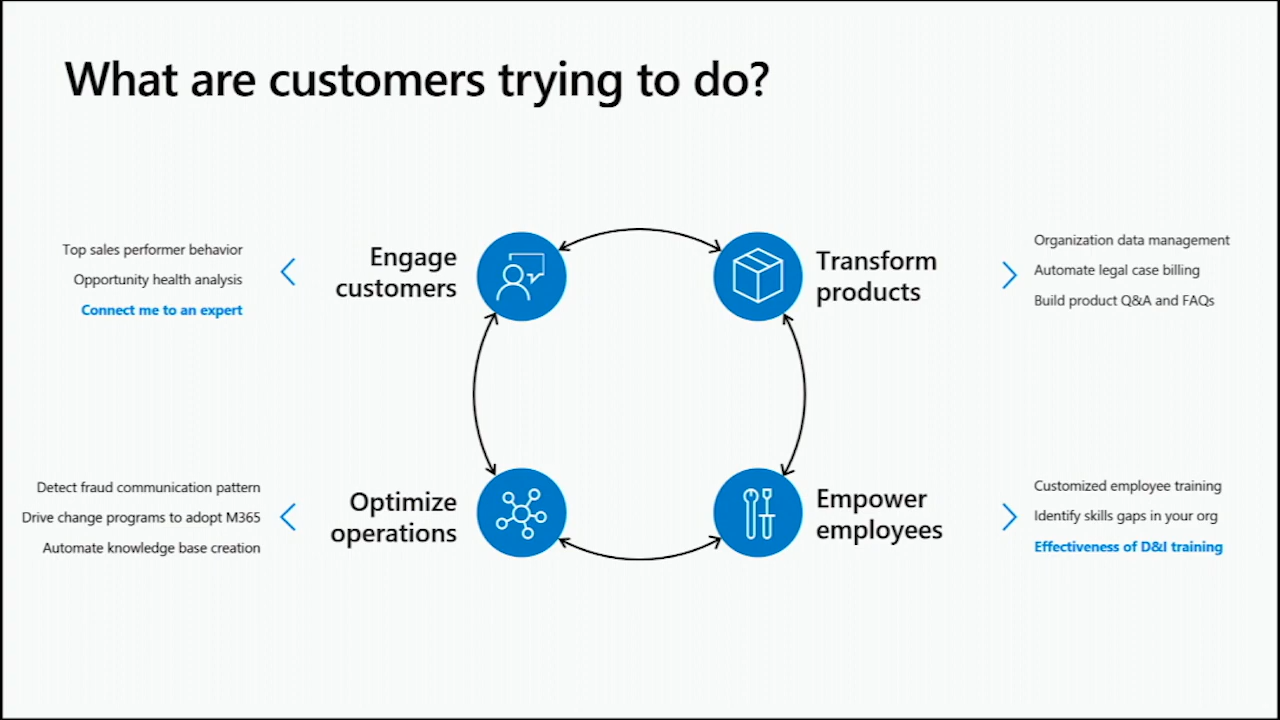 What are customers trying to do?
Top sales performer behavior
Opportunity health analysis
Connect me to an expert
Engage
customers
Transform
products
Organization data management
Automate legal case billing
Build product Q&A and FAQs
Detect fraud communication pattern
Drive change programs to adopt M365
Automate knowledge base creation
Optimize
operations
Empower
employees
Customized employee training
Identify skills gaps in your org
Effectiveness of D&I training